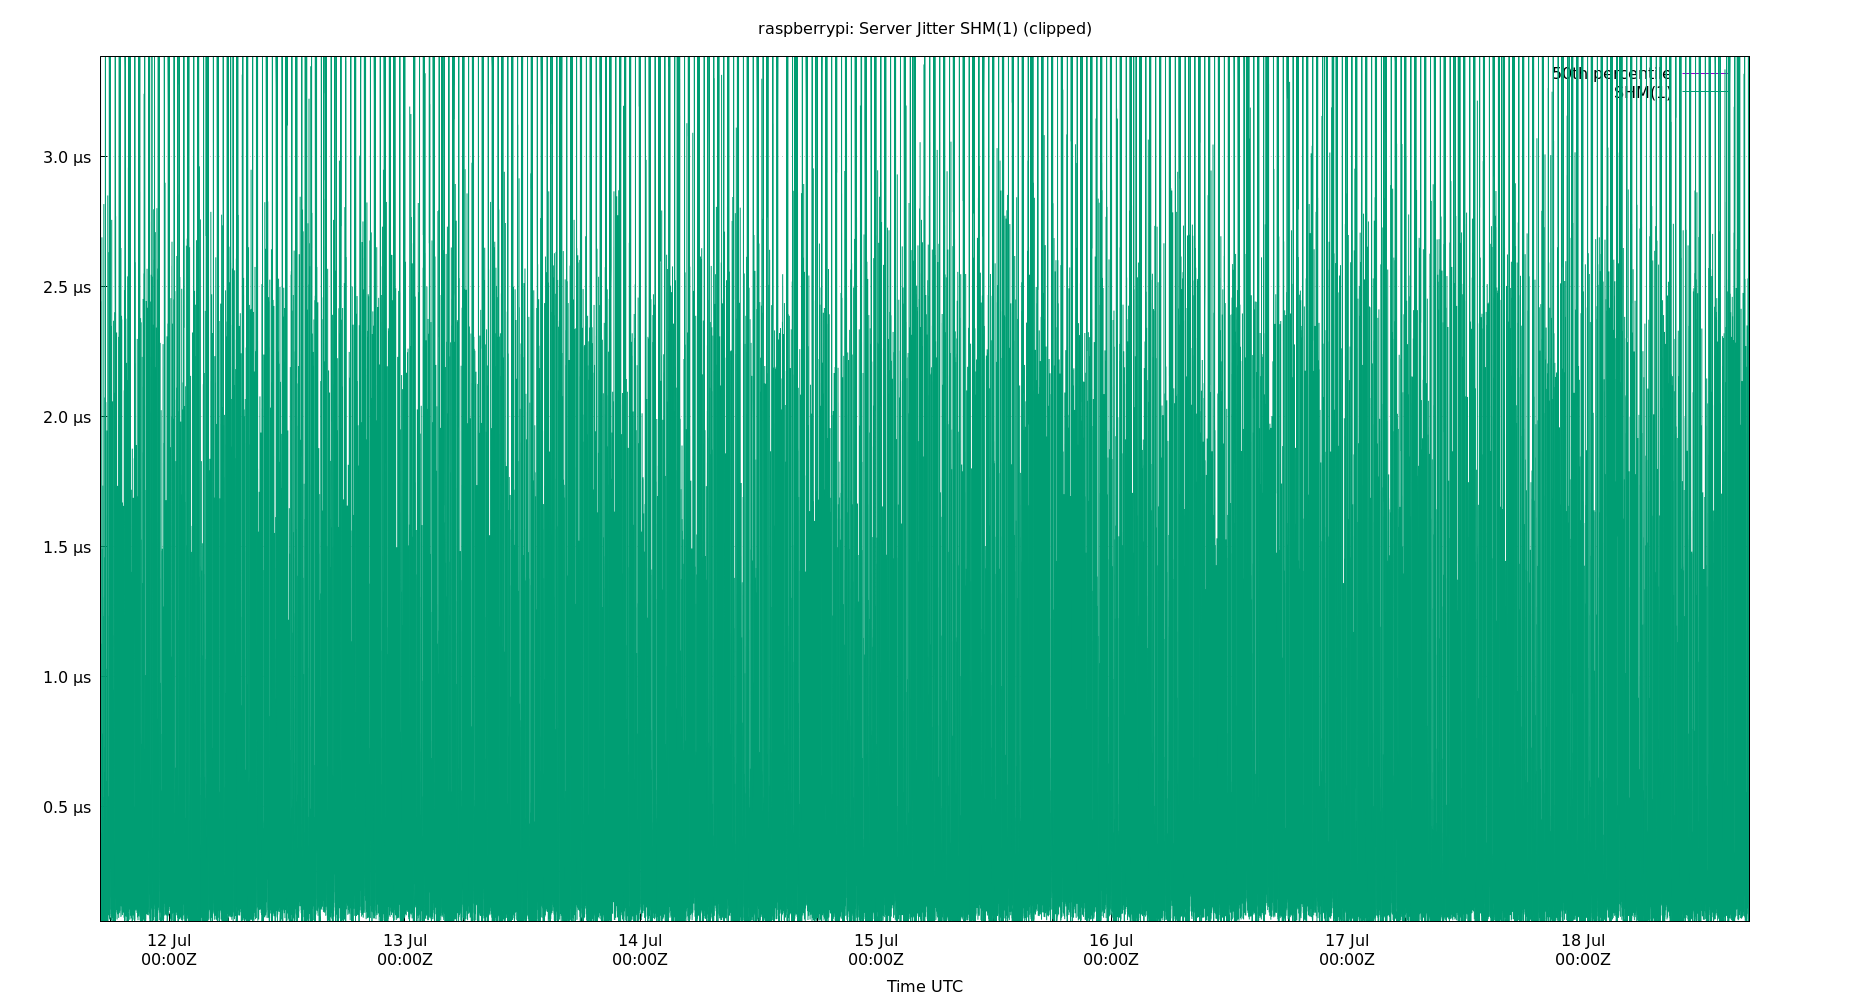 raspberrypi: Server Jitter SHM(1) (clipped)
50th percentile
SHM(1)
3.0 µs
2.5 µs
2.0 µs
1.5 µs
1.0 µs
0.5 µs
12 Jul 13 Jul 14 Jul 15 Jul 16 Jul 17 Jul 18 Jul
00:00Z 00:00Z 00:00Z 00:00Z 00:00Z 00:00Z 00:00Z
Time UTC